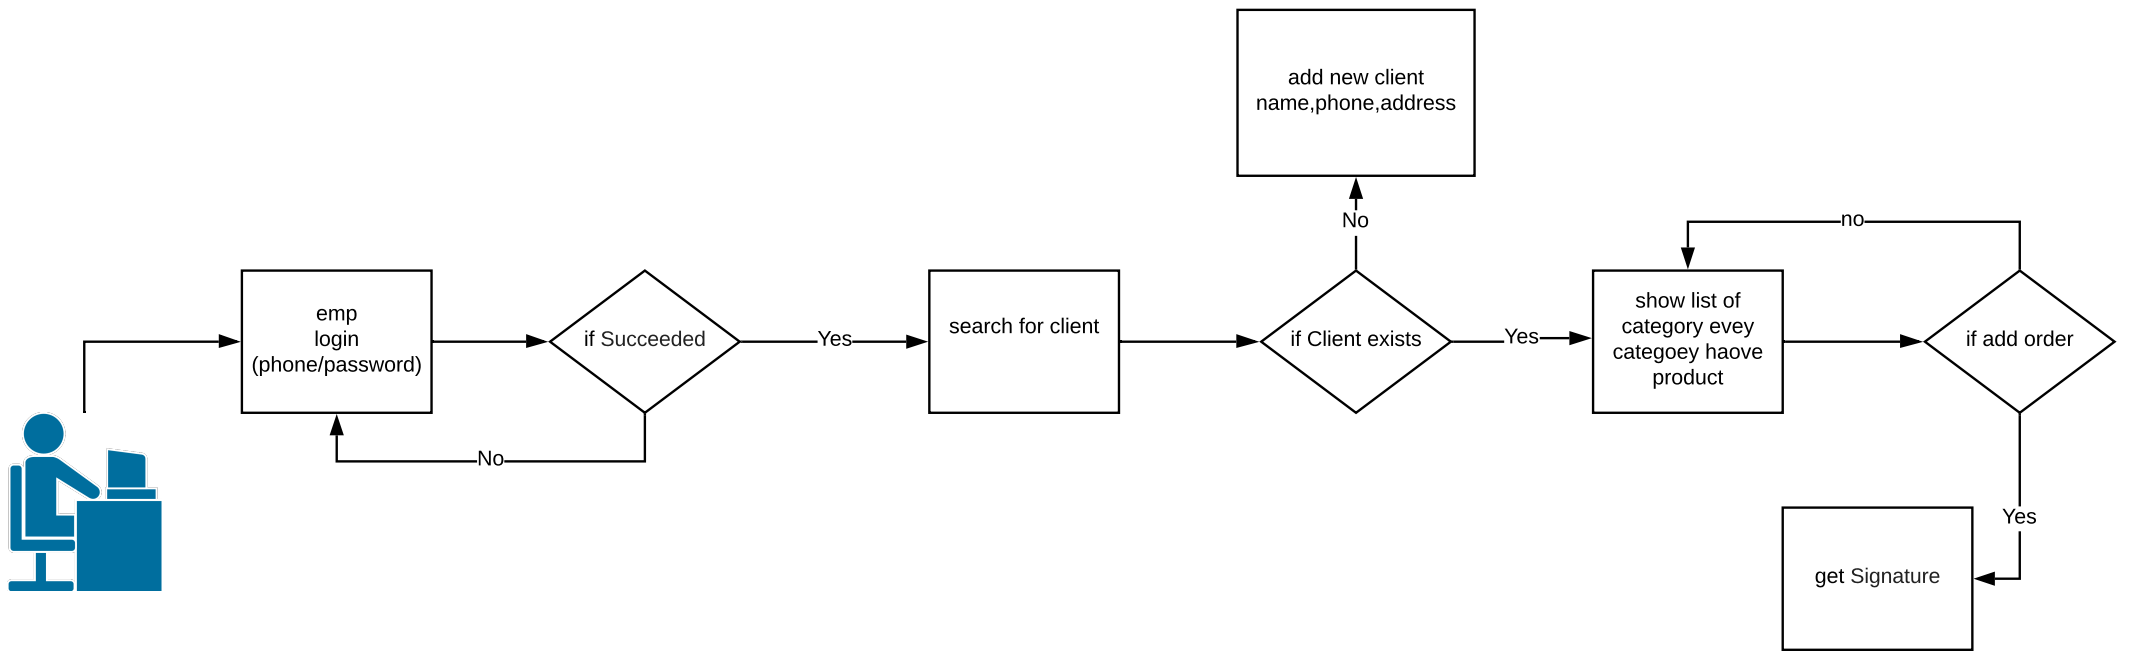 emp
login
(phone/password)
if Succeeded
Yes
No
search for client
if Client exists
No
add new client
name,phone,address
Yes
show list of
category evey
categoey haove
product
if add order
no
Yes
get Signature